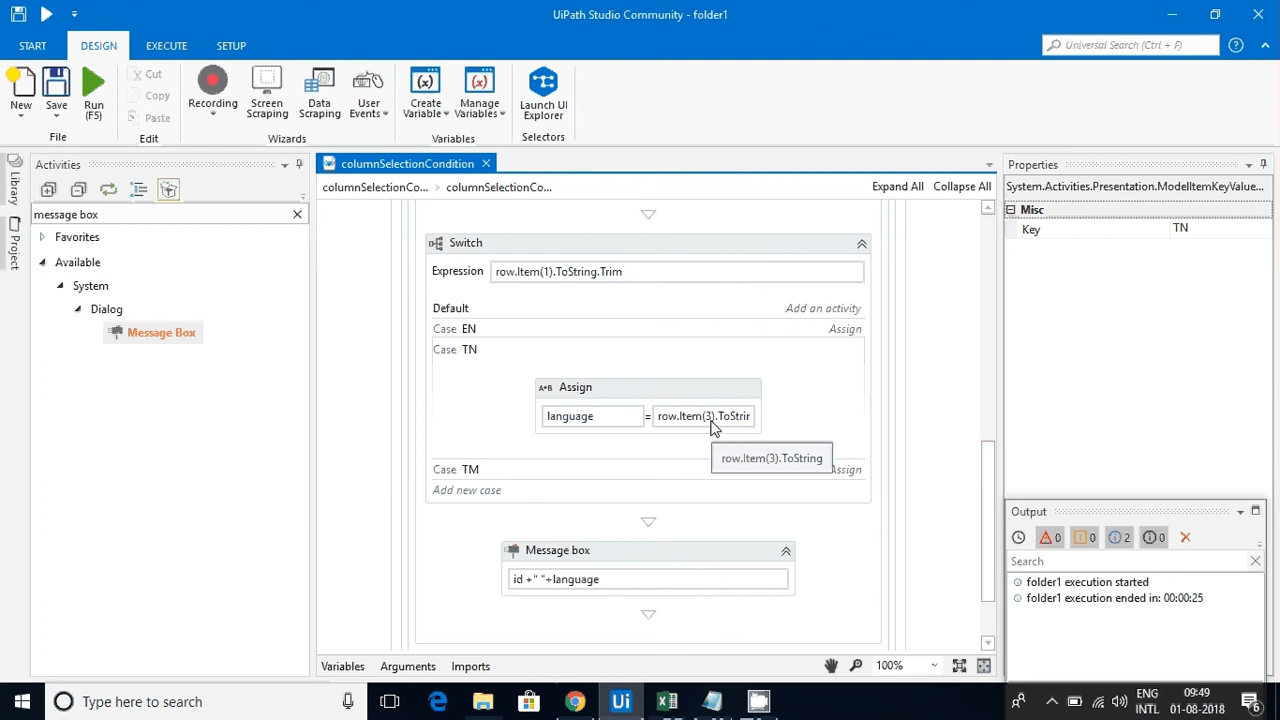 UiPath Studio Community - folder1
START DESIGN EXECUTE SETUP
Universal Search (Ctrl + F)
New Save Run (F5)
Cut
Copy
Paste
Recording Screen Scraping Data Scraping User Events
Create Variable Manage Variables Launch UI Explorer
File Edit Wizards Variables Selectors
Activities
message box
Favorites
Available
System
Dialog
Message Box
Library
Project
columnSelectionCondition
columnSelectionCo... > columnSelectionCo... Expand All Collapse All
Switch
Expression row.Item(1).ToString.Trim
Default Add an activity
Case EN Assign
Case TN
A+B Assign
language = row.Item(3).ToStrir
row.Item(3).ToString
Case TM Assign
Add new case
Message box
id +" "+language
Variables Arguments Imports 100%
Properties
System.Activities.Presentation.ModelItemKeyValue...
Misc
Key TN
Output
0 0 2 0
Search
folder1 execution started
folder1 execution ended in: 00:00:25
Type here to search
Ui
ENG 09:49
INTL 01-08-2018
6